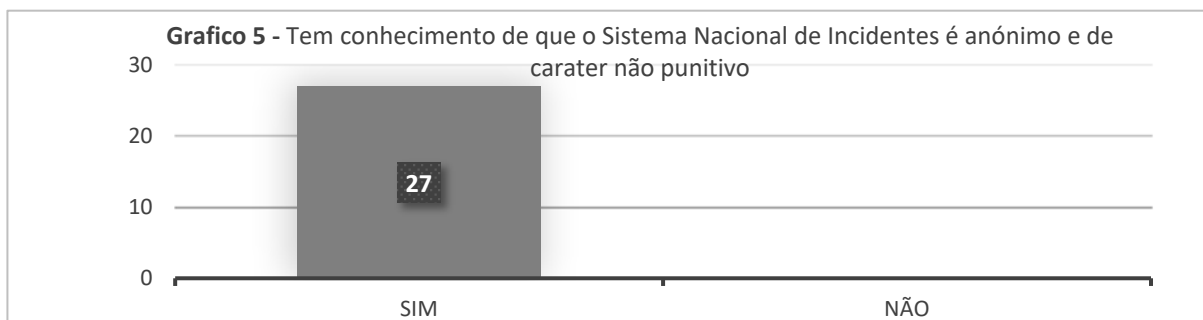 Grafico 5 - Tem conhecimento de que o Sistema Nacional de Incidentes é anónimo e de
carater não punitivo
30
20
10
0
27
SIM
NÃO